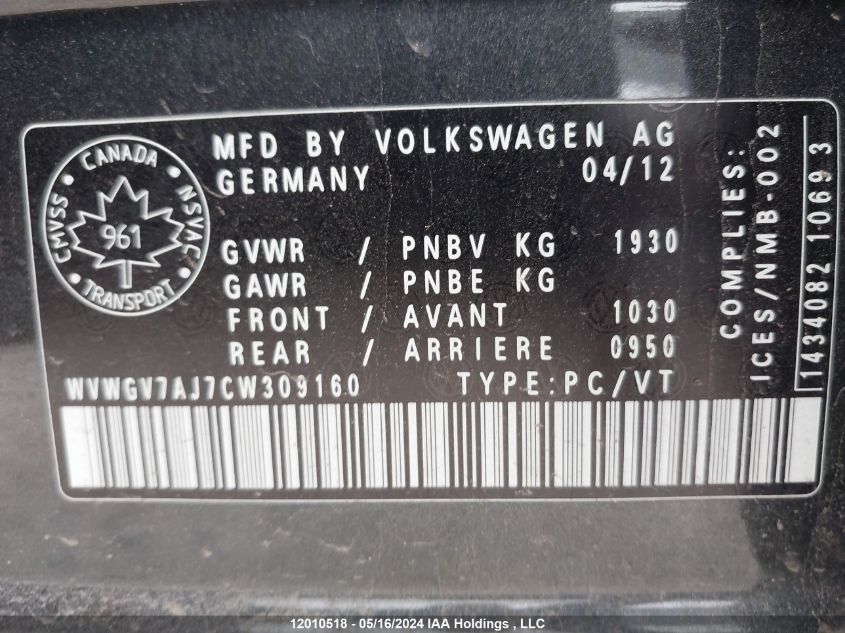 CANADA
CMVSS • NSVAC
961
TRANSPORT
MFD BY VOLKSWAGEN AG
GERMANY 04/12
GVWR / PNBV KG 1930
GAWR / PNBE KG
FRONT / AVANT 1030
REAR / ARRIERE 0950
WVWGV7AJ7CW309160 TYPE:PC/VT
COMPLIES:
ICES/NMB-002
1434082 10693
12010518 - 05/16/2024 IAA Holdings , LLC